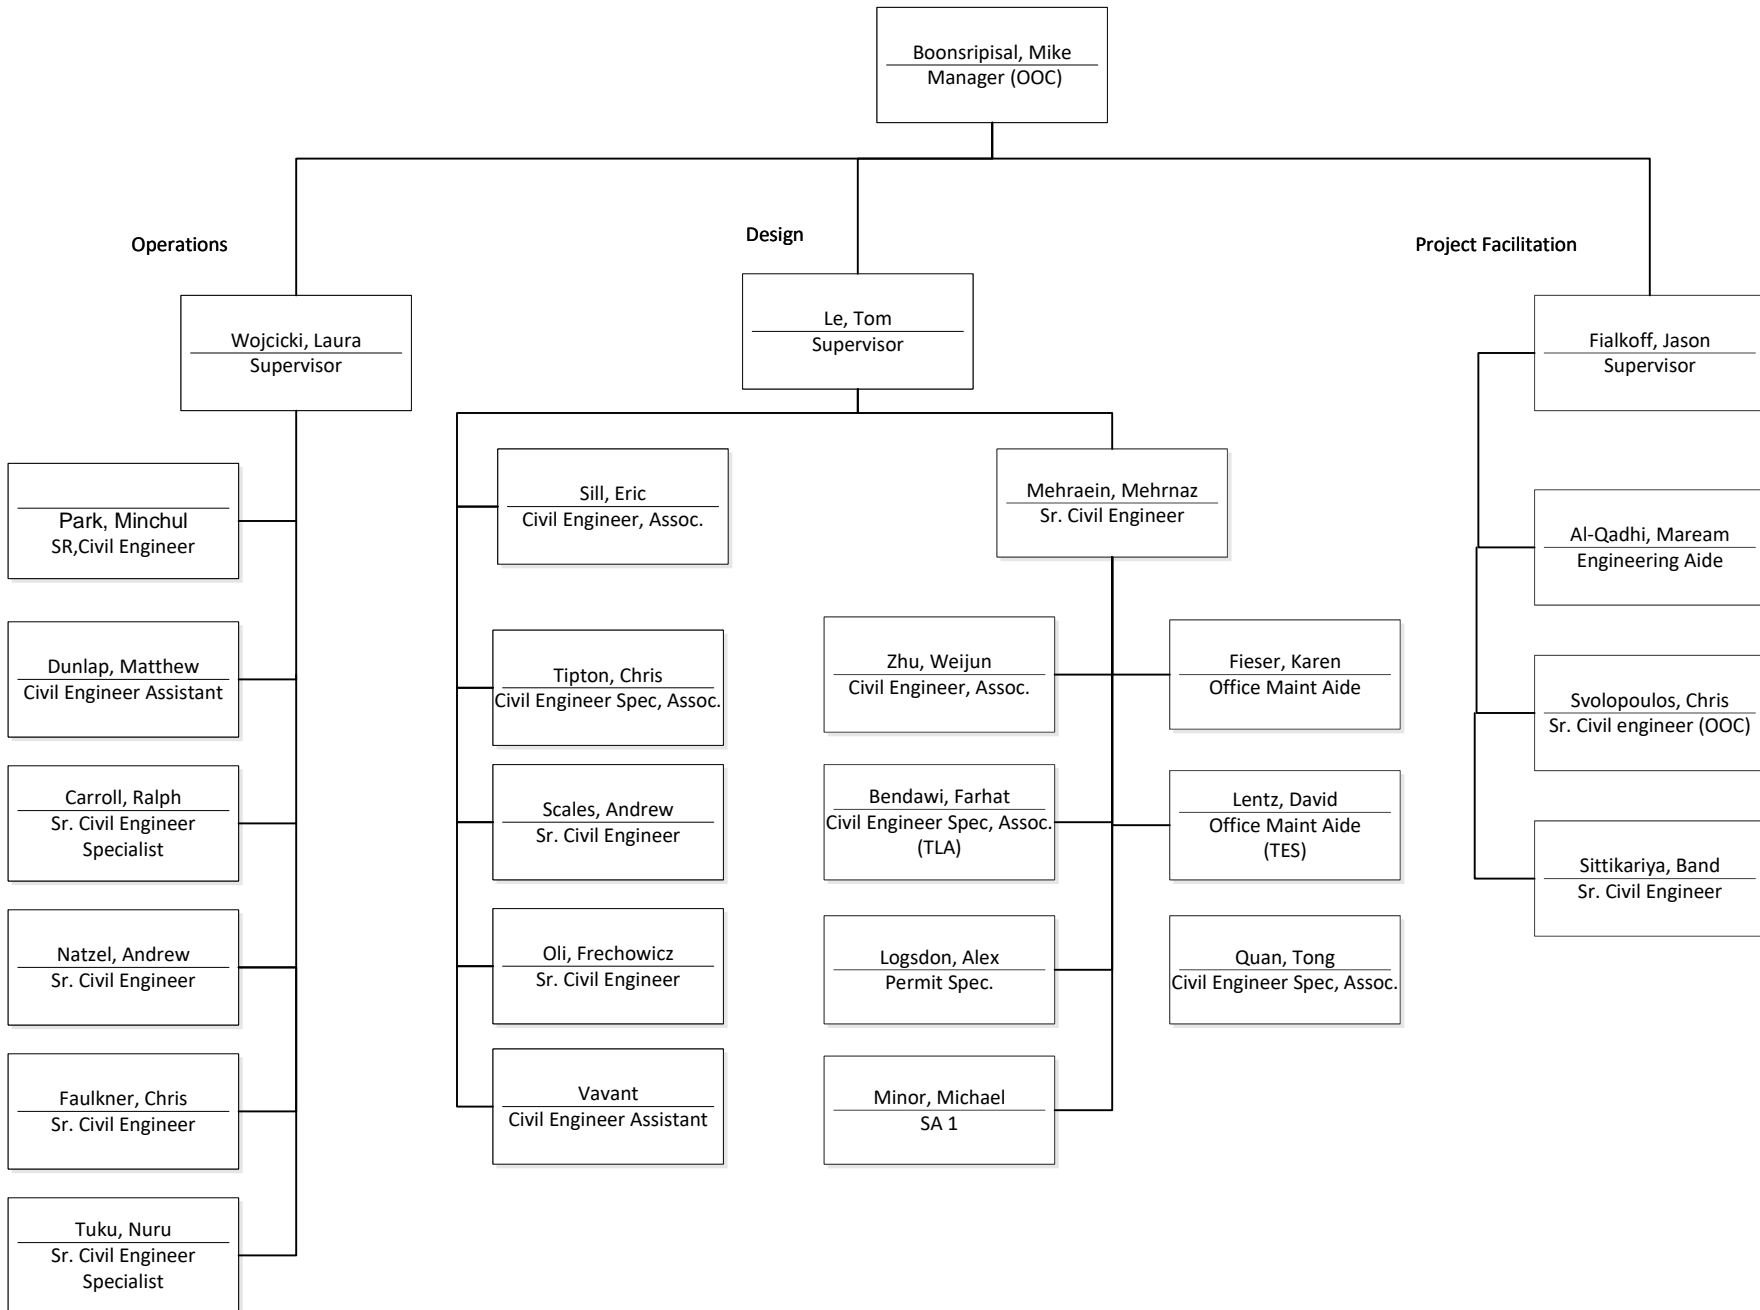 Boonsripisal, Mike
Manager (OOC)
Operations
Wojcicki, Laura
Supervisor
Park, Minchul
SR,Civil Engineer
Dunlap, Matthew
Civil Engineer Assistant
Carroll, Ralph
Sr. Civil Engineer
Specialist
Natzel, Andrew
Sr. Civil Engineer
Faulkner, Chris
Sr. Civil Engineer
Tuku, Nuru
Sr. Civil Engineer
Specialist
Design
Le, Tom
Supervisor
Sill, Eric
Civil Engineer, Assoc.
Tipton, Chris
Civil Engineer Spec, Assoc.
Scales, Andrew
Sr. Civil Engineer
Oli, Frechowicz
Sr. Civil Engineer
Vavant
Civil Engineer Assistant
Mehraein, Mehrnaz
Sr. Civil Engineer
Zhu, Weijun
Civil Engineer, Assoc.
Bendawi, Farhat
Civil Engineer Spec, Assoc.
(TLA)
Logsdon, Alex
Permit Spec.
Minor, Michael
SA 1
Fieser, Karen
Office Maint Aide
Lentz, David
Office Maint Aide
(TES)
Quan, Tong
Civil Engineer Spec, Assoc.
Project Facilitation
Fialkoff, Jason
Supervisor
Al-Qadhi, Maream
Engineering Aide
Svolopoulos, Chris
Sr. Civil engineer (OOC)
Sittikariya, Band
Sr. Civil Engineer